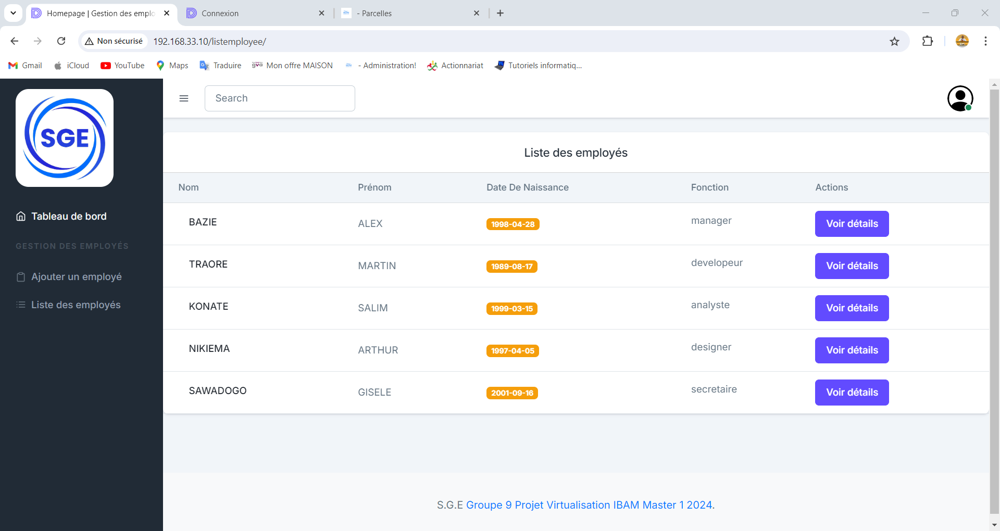 Homepage | Gestion des emplo
Connexion
- Parcelles
Non sécurisé
192.168.33.10/listemployee/
Gmail
iCloud
YouTube
Maps
Traduire
gva Mon offre MAISON
- Administration!
Actionnariat
Tutoriels informatiq...
SGE
Search
Tableau de bord
GESTION DES EMPLOYÉS
Ajouter un employé
Liste des employés
Liste des employés
Nom Prénom Date De Naissance Fonction Actions
BAZIE ALEX 1998-04-28 manager Voir détails
TRAORE MARTIN 1989-08-17 developeur Voir détails
KONATE SALIM 1999-03-15 analyste Voir détails
NIKIEMA ARTHUR 1997-04-05 designer Voir détails
SAWADOGO GISELE 2001-09-16 secretaire Voir détails
S.G.E Groupe 9 Projet Virtualisation IBAM Master 1 2024.